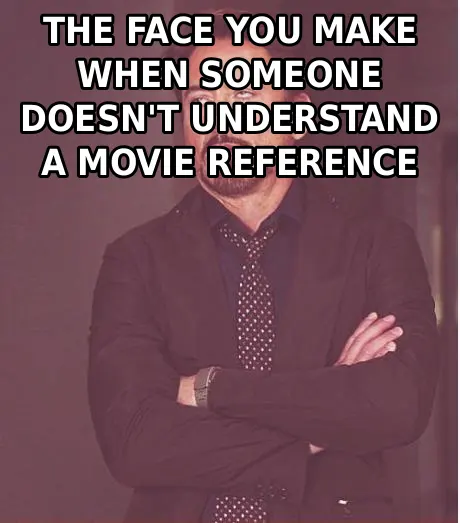 THE FACE YOU MAKE
WHEN SOMEONE
DOESN'T UNDERSTAND
A MOVIE REFERENCE